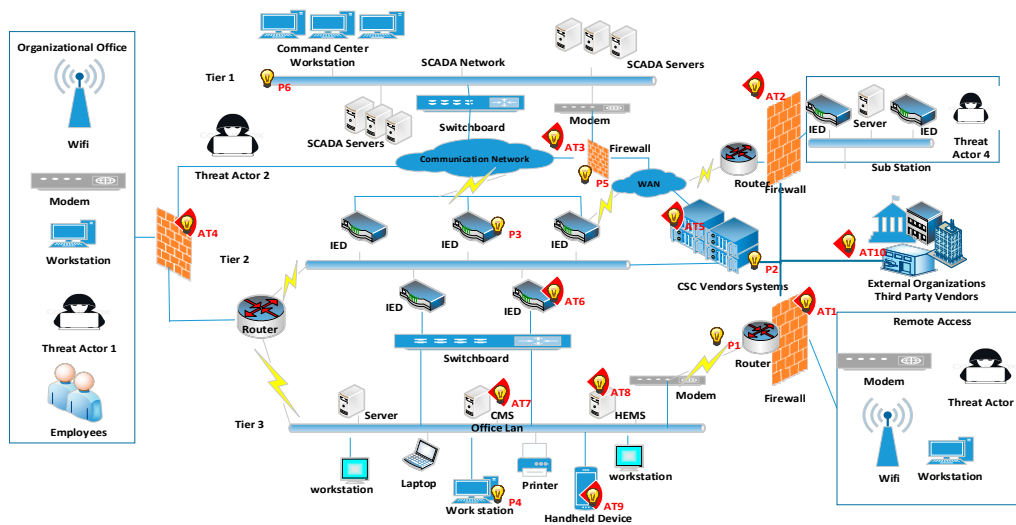 Organizational Office
Wifi
Modem
Workstation
Threat Actor 1
Employees
Command Center
Workstation
SCADA Network
SCADA Servers
Tier 1
P6
SCADA Servers
Switchboard
Modem
Threat Actor 2
Communication Network
AT3
Firewall
P5
WAN
Router
AT2
Firewall
IED
Server
IED
Threat
Actor 4
Sub Station
AT4
IED
P3
IED
IED
Tier 2
AT5
P2
CSC Vendors Systems
AT10
External Organizations
Third Party Vendors
Router
IED
AT6
IED
Switchboard
P1
Router
AT1
Firewall
Remote Access
Modem
Threat Actor
Wifi
Workstation
Tier 3
Server
AT7
CMS
AT8
HEMS
Modem
Office Lan
workstation
Laptop
P4
Work station
Printer
AT9
Handheld Device
workstation